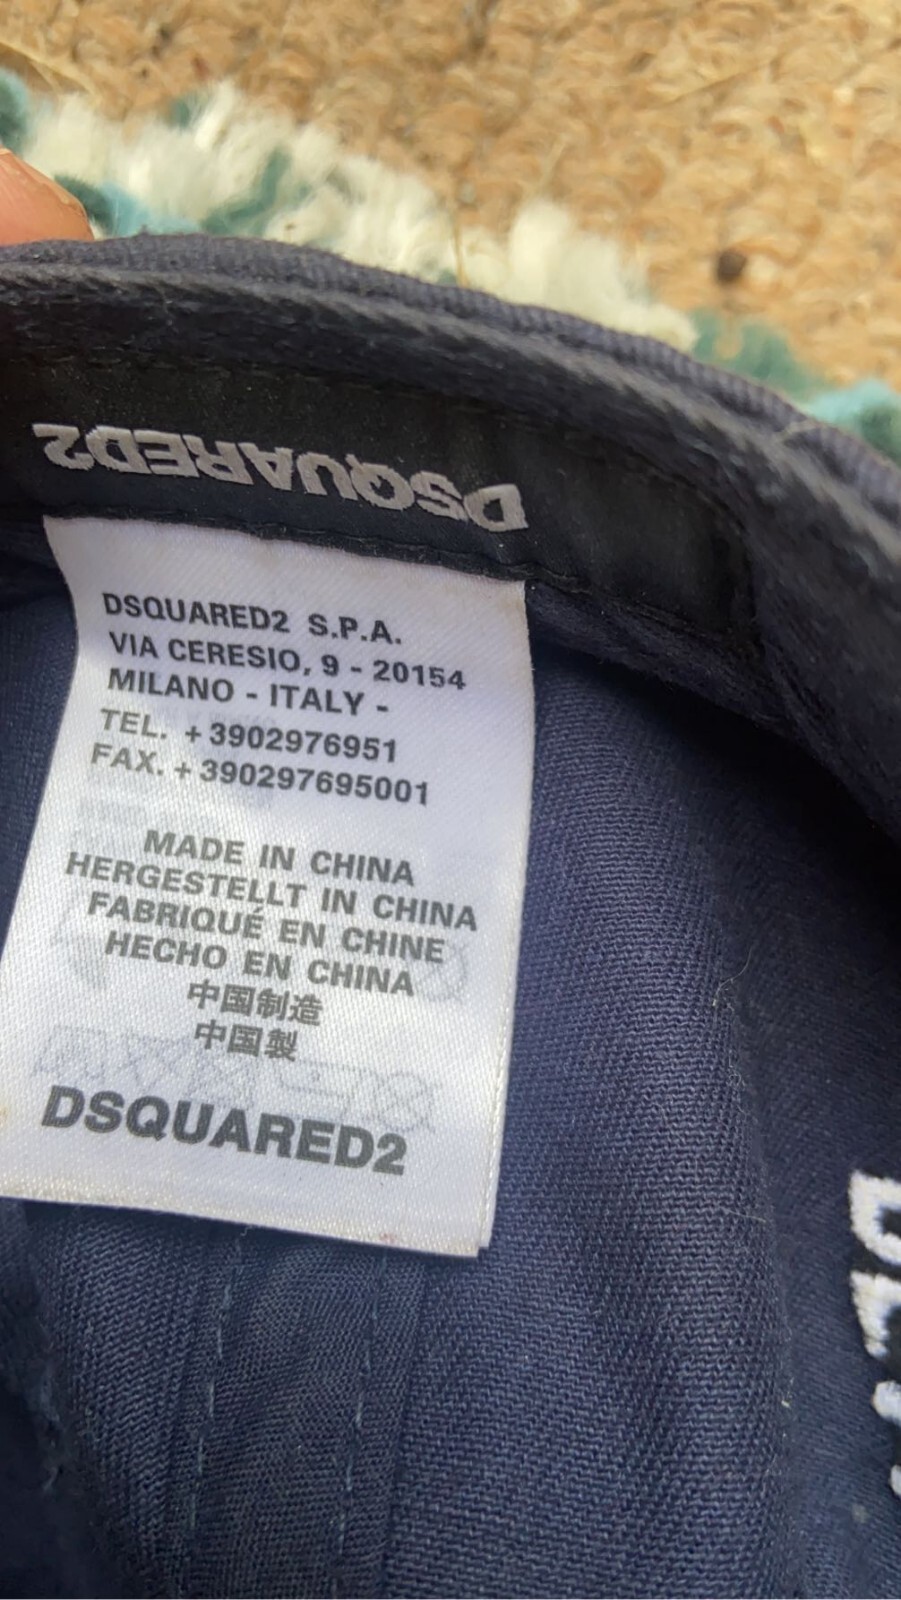 DSQUARED2
DSQUARED2 S.P.A.
VIA CERESIO, 9 - 20154
MILANO - ITALY -
TEL. +3902976951
FAX. +390297695001
MADE IN CHINA
HERGESTELLT IN CHINA
FABRIQUÉ EN CHINE
HECHO EN CHINA
中国制造
中国製
DSQUARED2